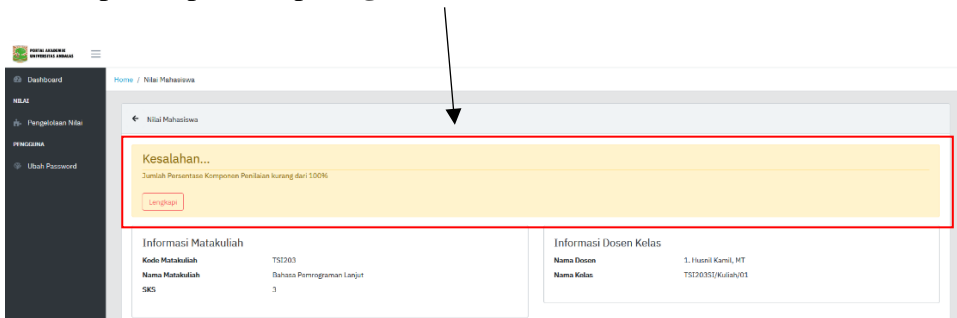 PORTAL AKADEMIK
UNIVERSITAS ANDALAS
Dashboard
Home / Nilai Mahasiswa
NILAI
Pengelolaan Nilai
PENGGUNA
Ubah Password
Nilai Mahasiswa
Kesalahan...
Jumlah Persentase Komponen Penilaian kurang dari 100%
Lengkapi
Informasi Matakuliah
Kode Matakuliah TSI203
Nama Matakuliah Bahasa Pemrograman Lanjut
SKS 3
Informasi Dosen Kelas
Nama Dosen 1. Husnil Kamil, MT
Nama Kelas TSI203SI/Kuliah/01